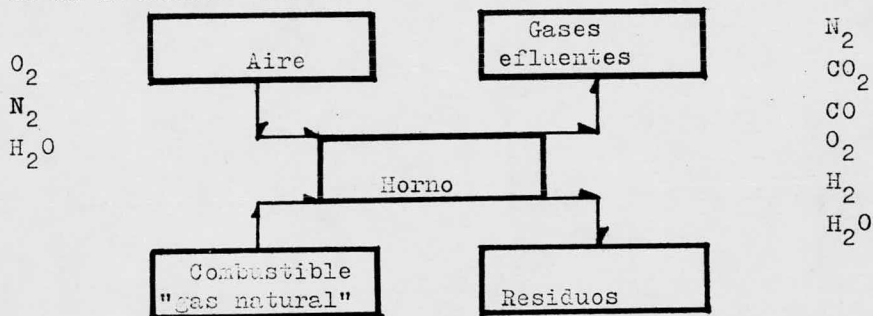 O2
N2
H2O
Aire
Gases
efluentes
N2
CO2
CO
O2
H2
H2O
Horno
Combustible
"gas natural"
Residuos